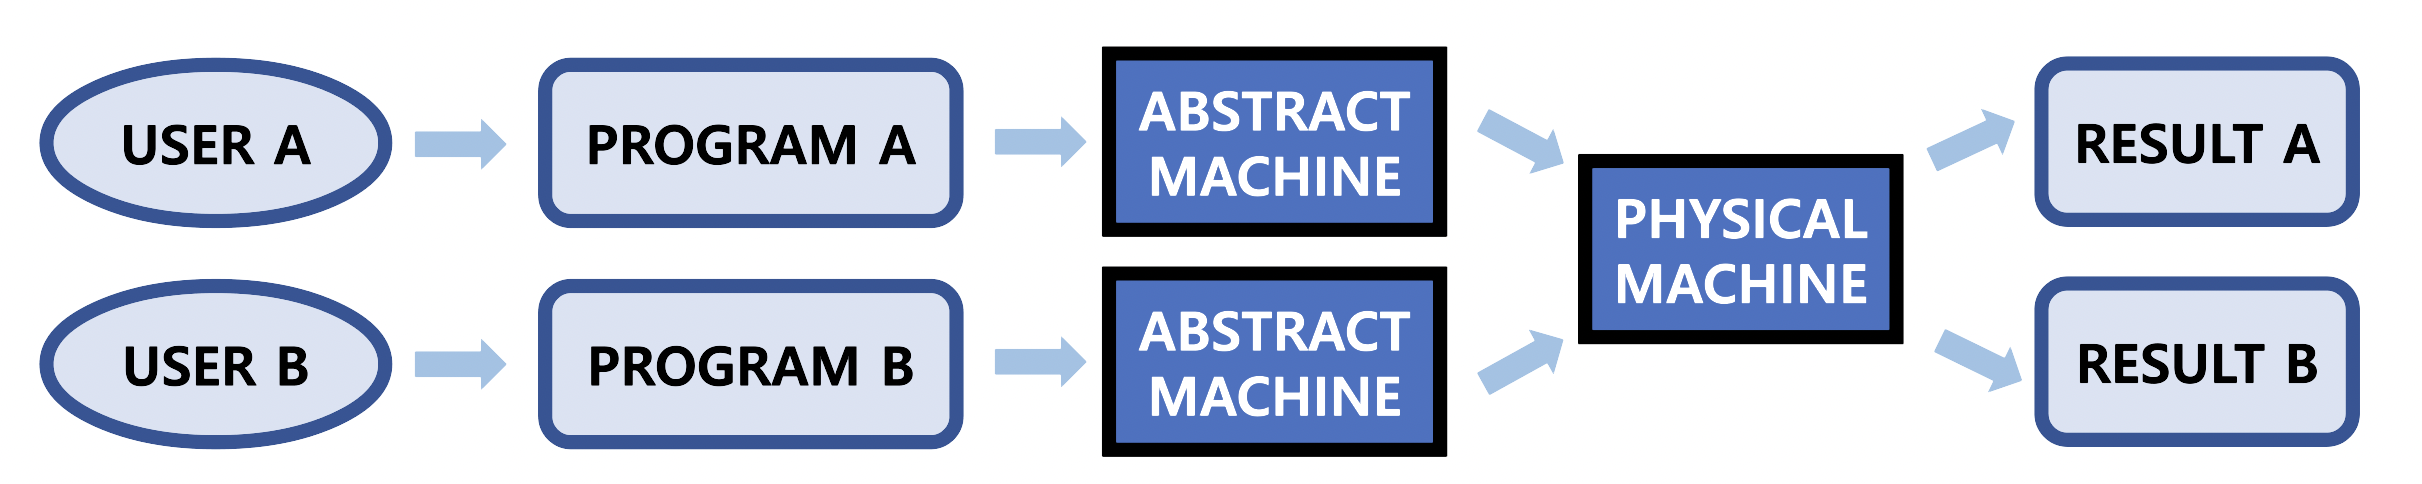 USER A
PROGRAM A
ABSTRACT
MACHINE
PHYSICAL
MACHINE
RESULT A
USER B
PROGRAM B
ABSTRACT
MACHINE
RESULT B